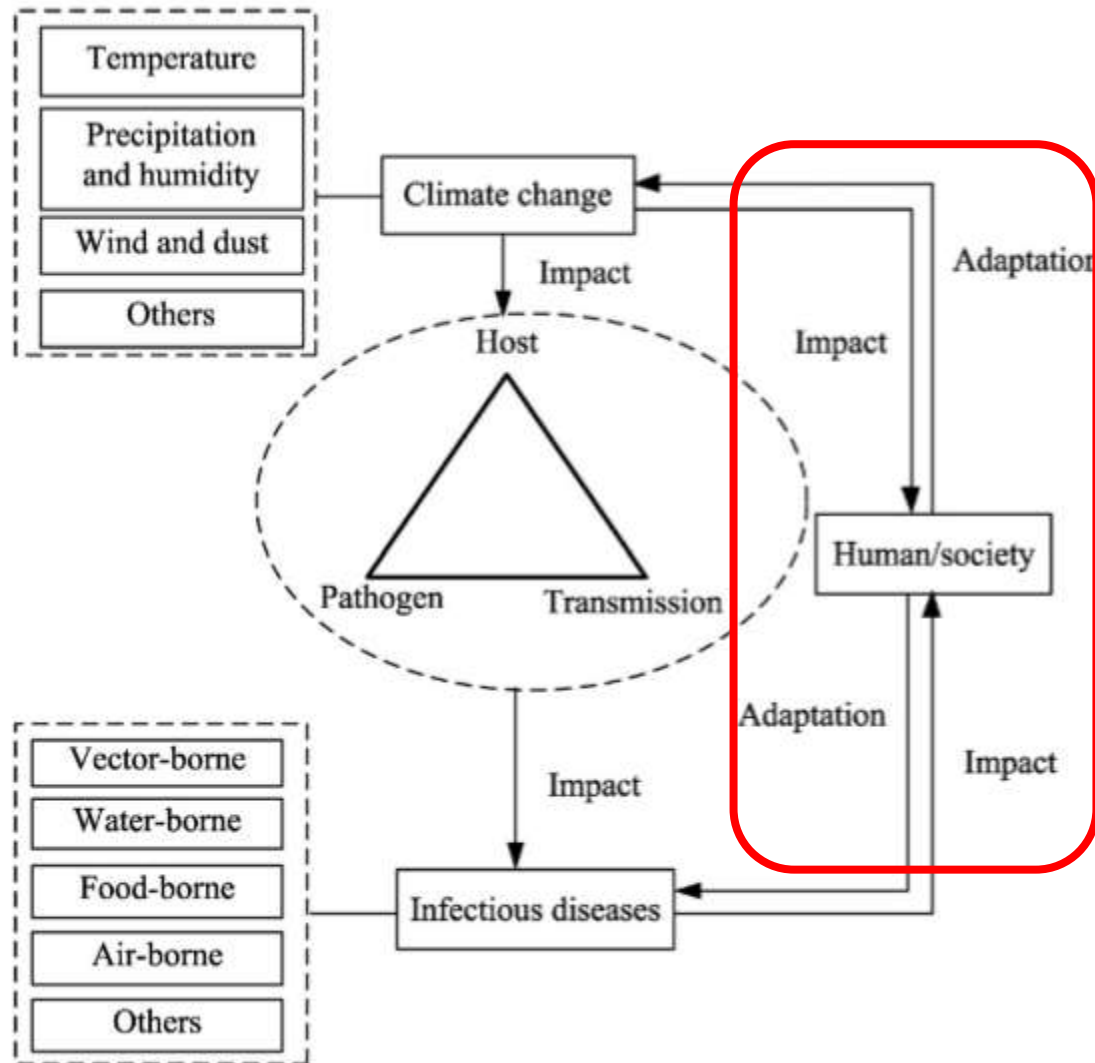 Temperature
Precipitation
and humidity
Wind and dust
Others
Climate change
Impact
Adaptation
Impact
Host
Pathogen
Transmission
Human/society
Adaptation
Impact
Impact
Vector-borne
Water-borne
Food-borne
Air-borne
Others
Infectious diseases